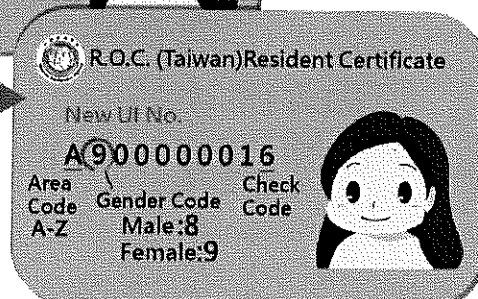 R.O.C. (Taiwan)Resident Certificate
New UI No.
A900000016
Area
Code
A-Z
Gender Code
Male:8
Female:9
Check
Code